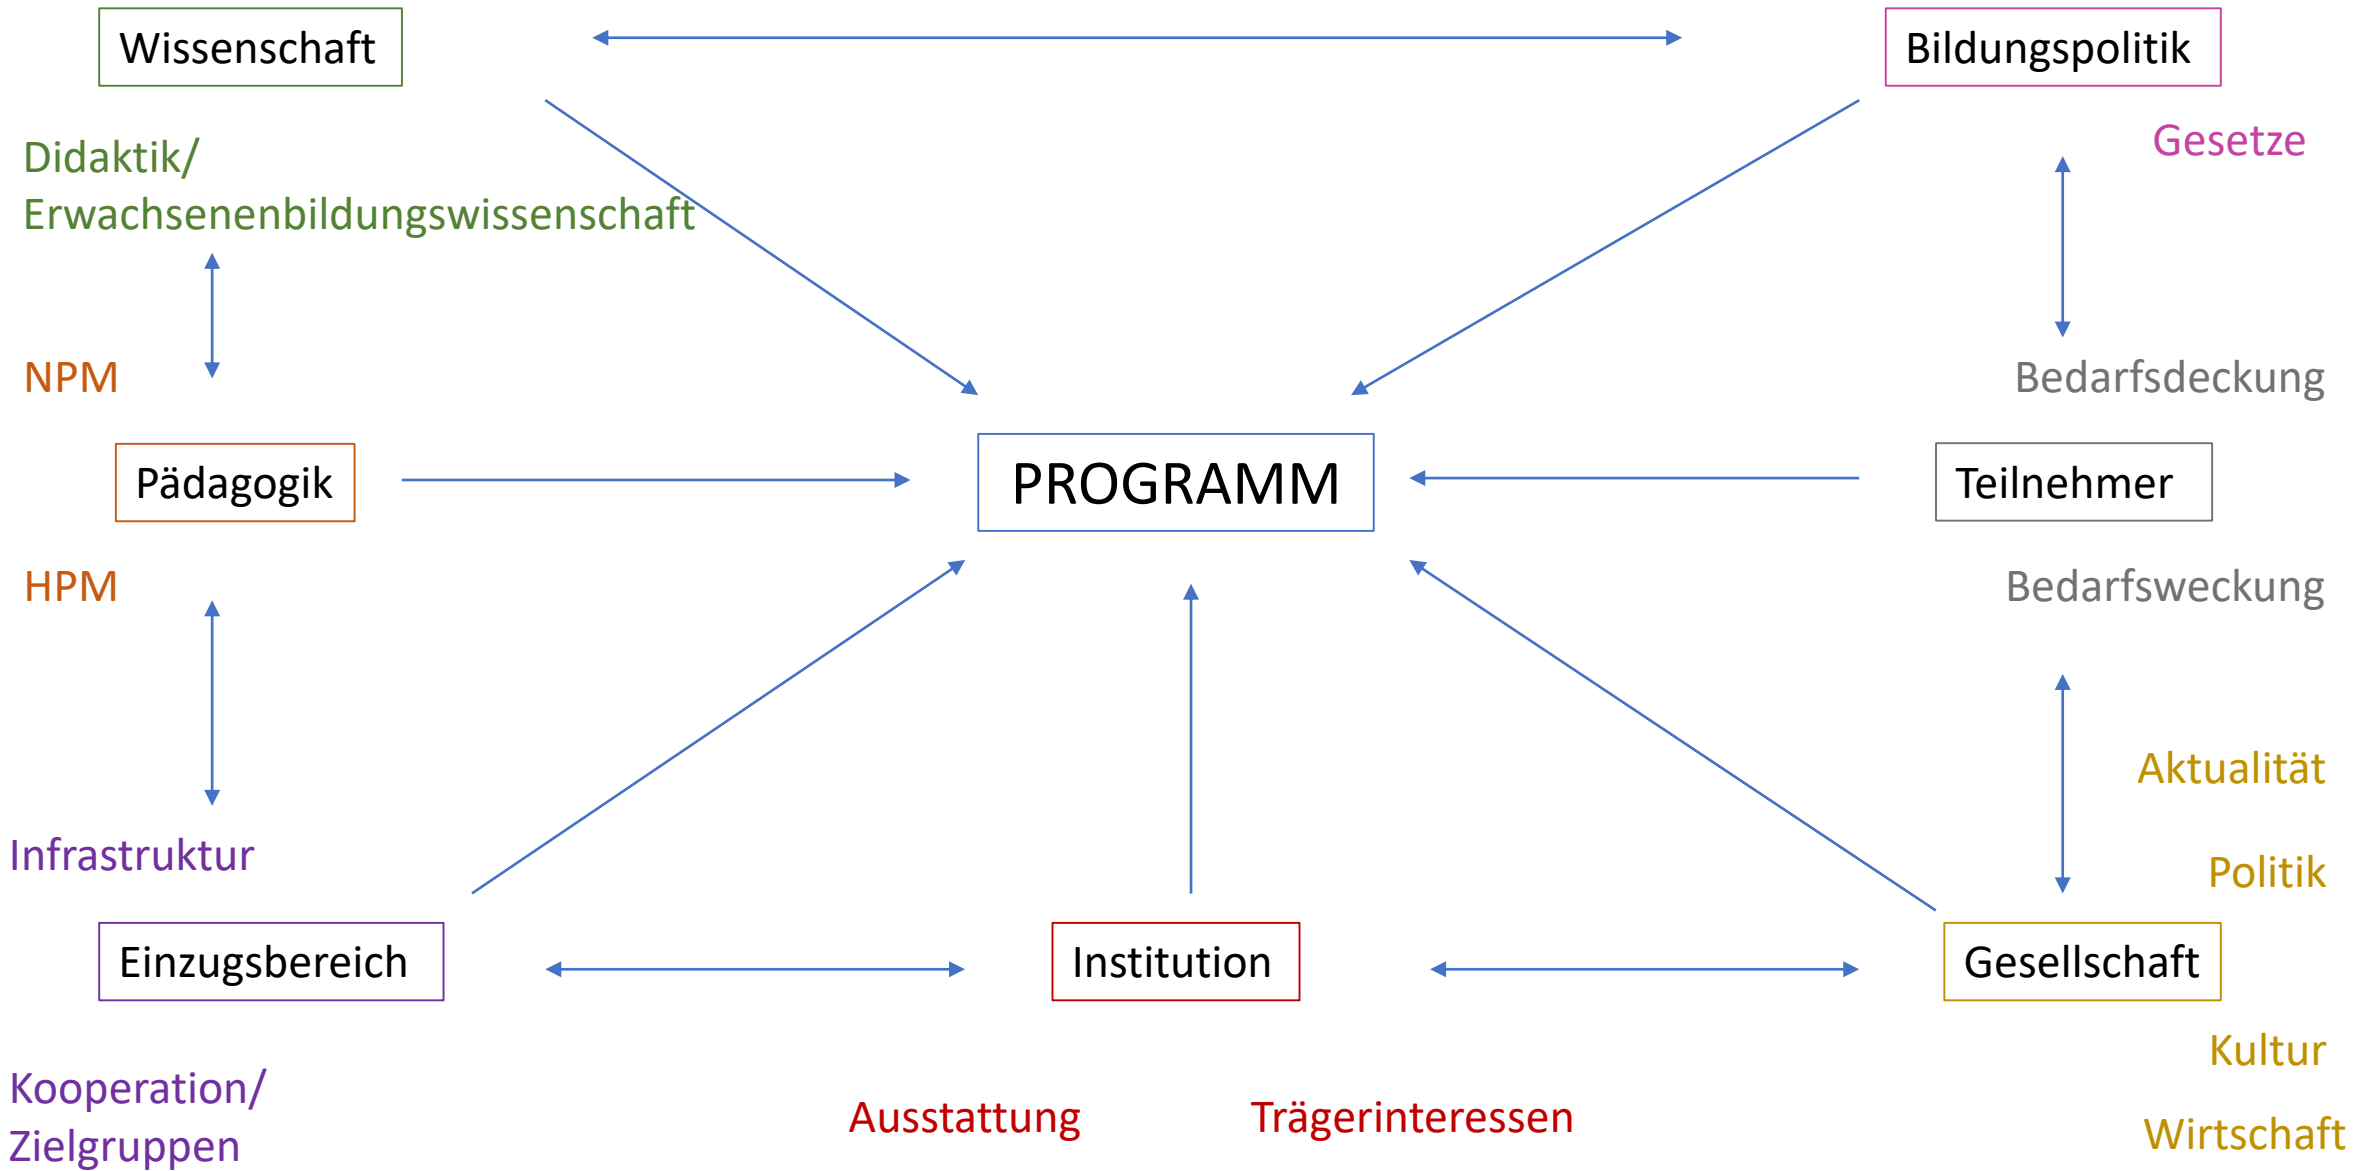 Wissenschaft
Bildungspolitik
Didaktik/
Erwachsenenbildungswissenschaft
Gesetze
NPM
Bedarfsdeckung
Pädagogik
PROGRAMM
Teilnehmer
HPM
Bedarfsweckung
Aktualität
Infrastruktur
Politik
Einzugsbereich
Institution
Gesellschaft
Kultur
Kooperation/
Zielgruppen
Ausstattung
Trägerinteressen
Wirtschaft